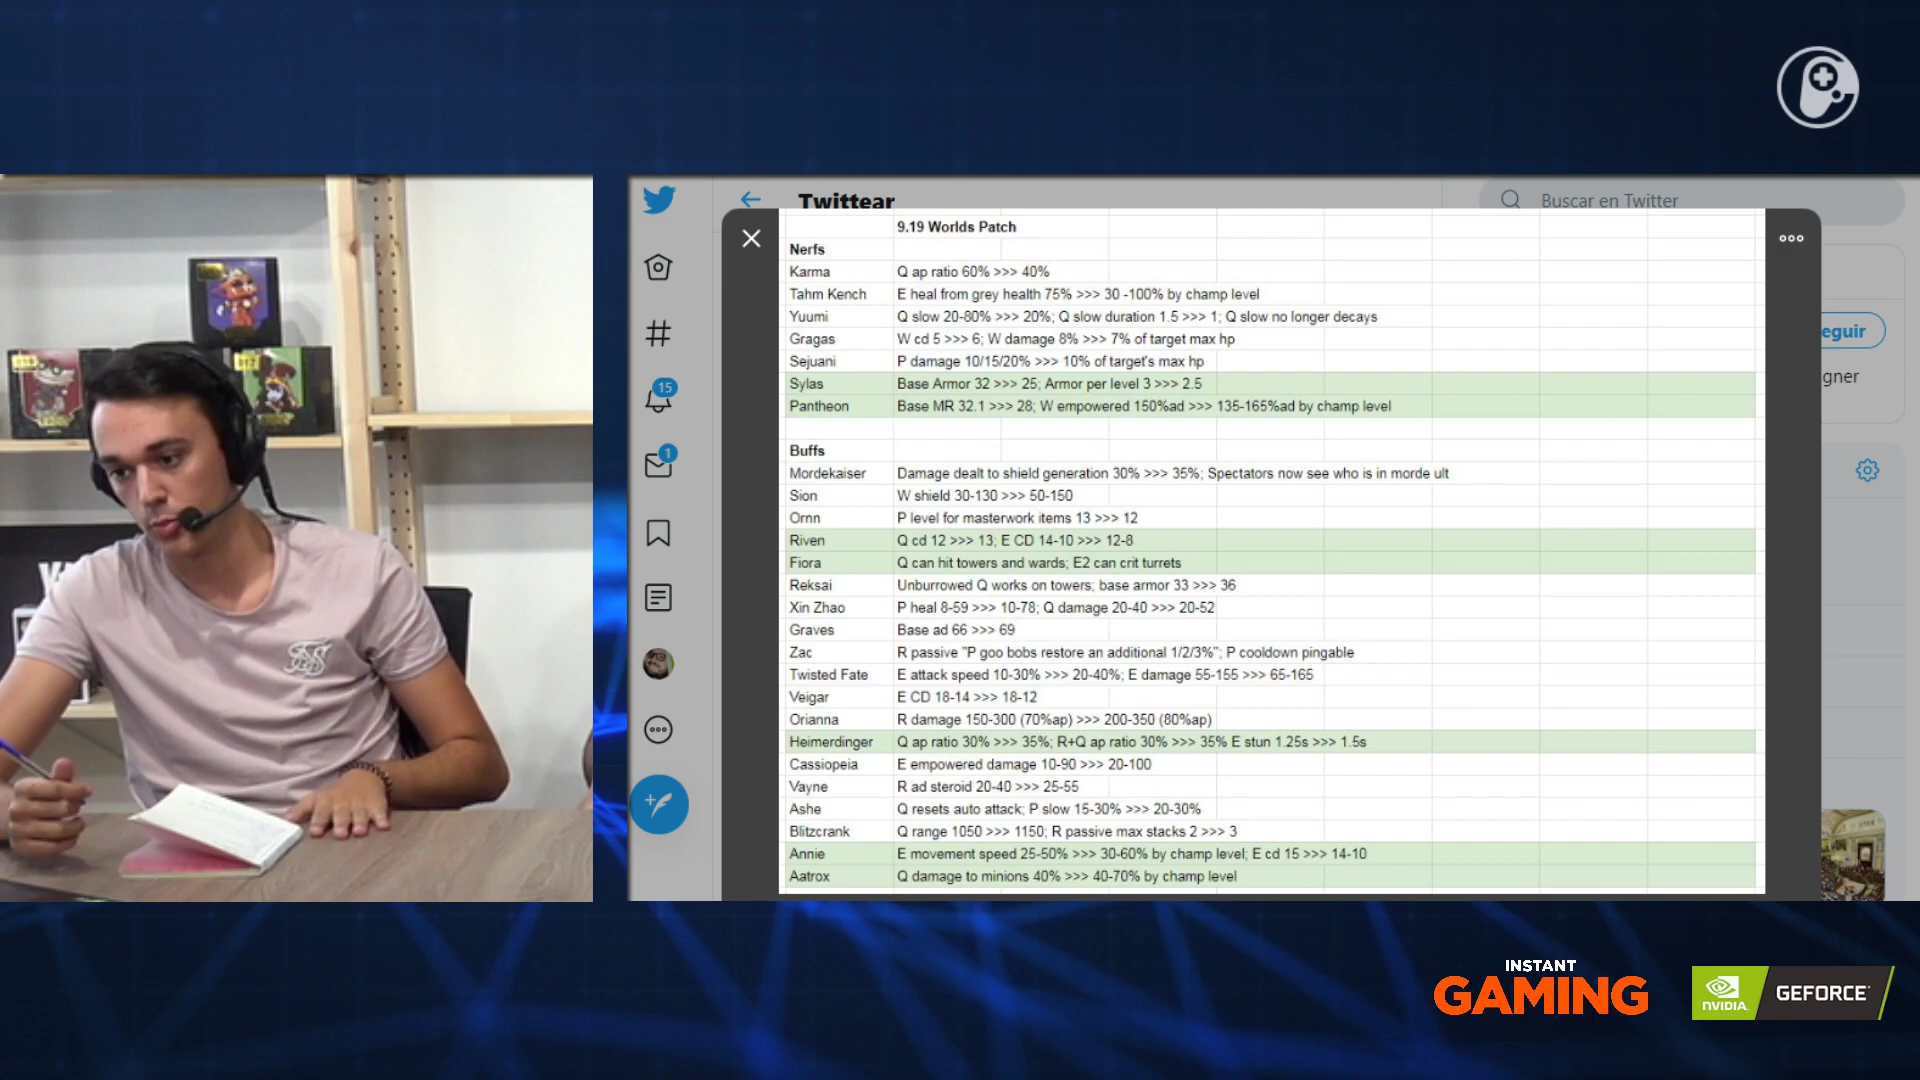 Twittear
Buscar en Twitter
15
1
eguir
gner
9.19 Worlds Patch
Nerfs
Karma Q ap ratio 60% >>> 40%
Tahm Kench E heal from grey health 75% >>> 30 -100% by champ level
Yuumi Q slow 20-80% >>> 20%; Q slow duration 1.5 >>> 1; Q slow no longer decays
Gragas W cd 5 >>> 6; W damage 8% >>> 7% of target max hp
Sejuani P damage 10/15/20% >>> 10% of target's max hp
Sylas Base Armor 32 >>> 25; Armor per level 3 >>> 2.5
Pantheon Base MR 32.1 >>> 28; W empowered 150%ad >>> 135-165%ad by champ level
Buffs
Mordekaiser Damage dealt to shield generation 30% >>> 35%; Spectators now see who is in morde ult
Sion W shield 30-130 >>> 50-150
Ornn P level for masterwork items 13 >>> 12
Riven Q cd 12 >>> 13; E CD 14-10 >>> 12-8
Fiora Q can hit towers and wards; E2 can crit turrets
Reksai Unburrowed Q works on towers; base armor 33 >>> 36
Xin Zhao P heal 8-59 >>> 10-78; Q damage 20-40 >>> 20-52
Graves Base ad 66 >>> 69
Zac R passive "P goo bobs restore an additional 1/2/3%"; P cooldown pingable
Twisted Fate E attack speed 10-30% >>> 20-40%; E damage 55-155 >>> 65-165
Veigar E CD 18-14 >>> 18-12
Orianna R damage 150-300 (70%ap) >>> 200-350 (80%ap)
Heimerdinger Q ap ratio 30% >>> 35%; R+Q ap ratio 30% >>> 35% E stun 1.25s >>> 1.5s
Cassiopeia E empowered damage 10-90 >>> 20-100
Vayne R ad steroid 20-40 >>> 25-55
Ashe Q resets auto attack; P slow 15-30% >>> 20-30%
Blitzcrank Q range 1050 >>> 1150; R passive max stacks 2 >>> 3
Annie E movement speed 25-50% >>> 30-60% by champ level; E cd 15 >>> 14-10
Aatrox Q damage to minions 40% >>> 40-70% by champ level
INSTANT
GAMING
NVIDIA.
GEFORCE